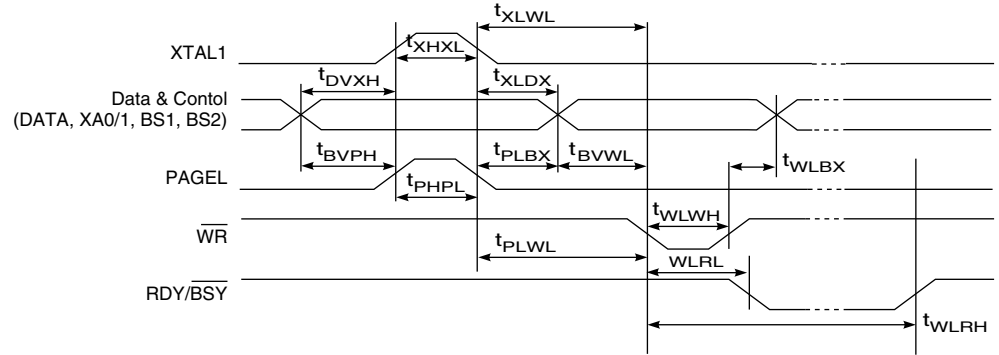 tXLWL
XTAL1
tXHXL
tDVXH
tXLDX
Data & Contol
(DATA, XA0/1, BS1, BS2)
tBVPH
tPLBX
tBVWL
tWLBX
PAGEL
tPHPL
WR
tWLWH
tPLWL
WLRL
RDY/BSY
tWLRH